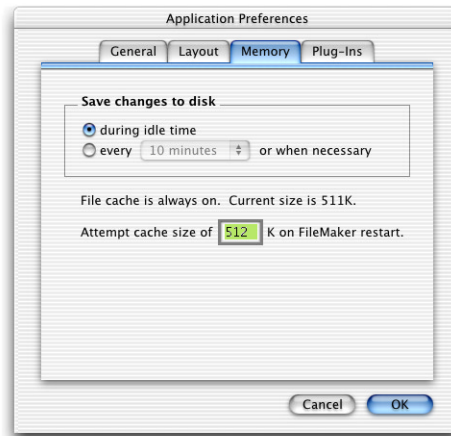 Application Preferences
General Layout Memory Plug-Ins
Save changes to disk
during idle time
every 10 minutes or when necessary
File cache is always on. Current size is 511K.
Attempt cache size of 512 K on FileMaker restart.
Cancel OK